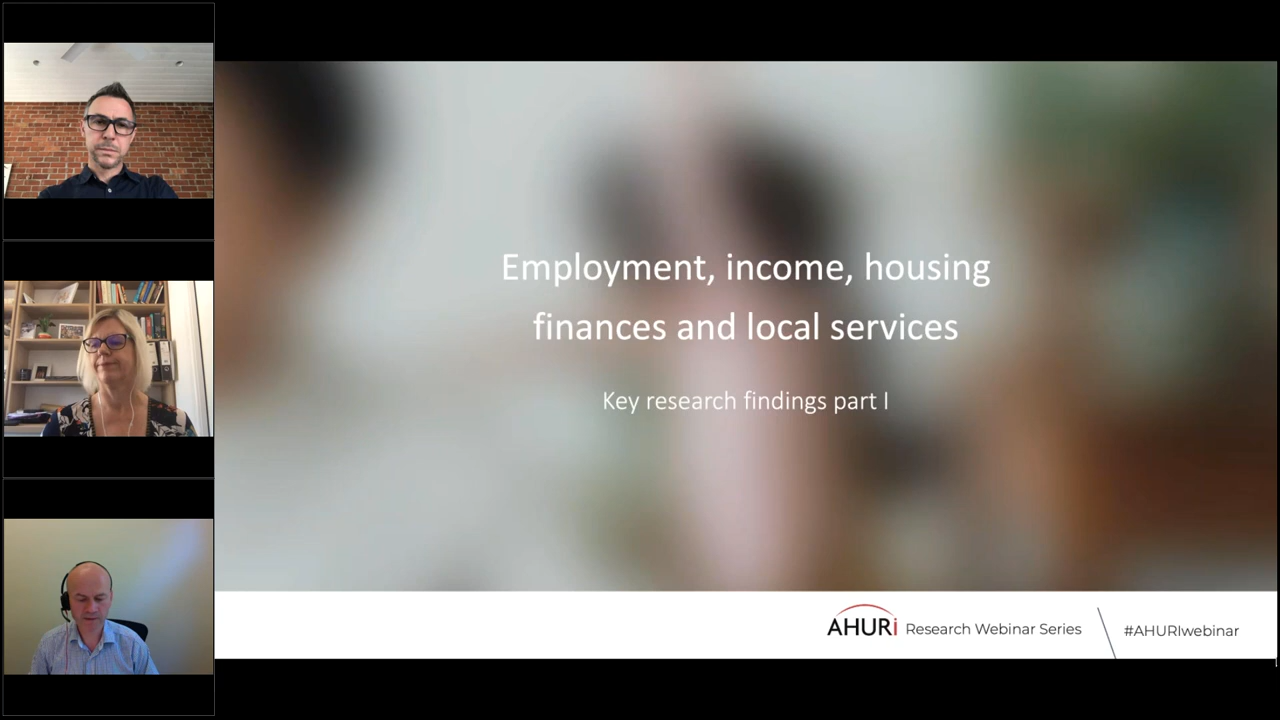 Employment, income, housing
finances and local services
Key research findings part I
AHURI Research Webinar Series
#AHURIwebinar